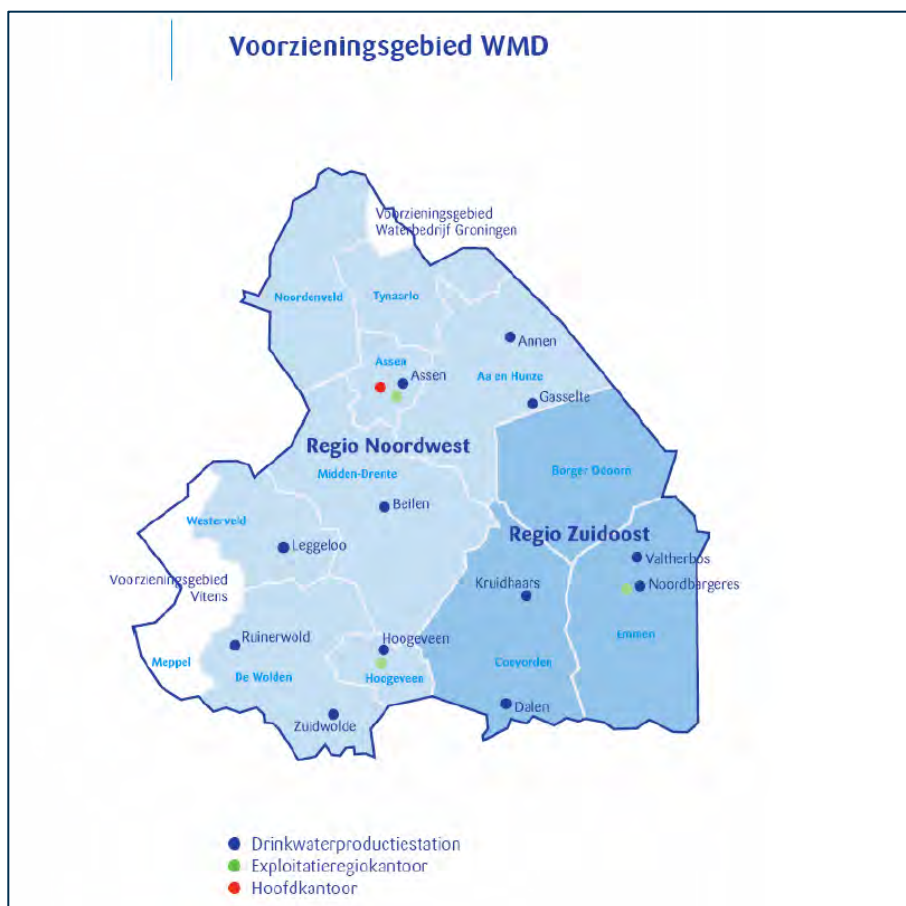 Voorzieningsgebied WMD
Voorzieningsgebied
Waterbedrijf Groningen
Noordenveld
Tynaarlo
Annen
Assen
Assen
Aa en Hunze
Gasselte
Regio Noordwest
Midden-Drente
Borger Odoorn
Beilen
Westerveld
Regio Zuidoost
Leggeloo
Valtherbos
Voorzieningsgebied
Vitens
Kruidhaars
Noordbargeres
Ruinerwold
Hoogeveen
Emmen
Meppel
De Wolden
Hoogeveen
Coevorden
Zuidwolde
Dalen
Drinkwaterproductiestation
Exploitatieregiokantoor
Hoofdkantoor